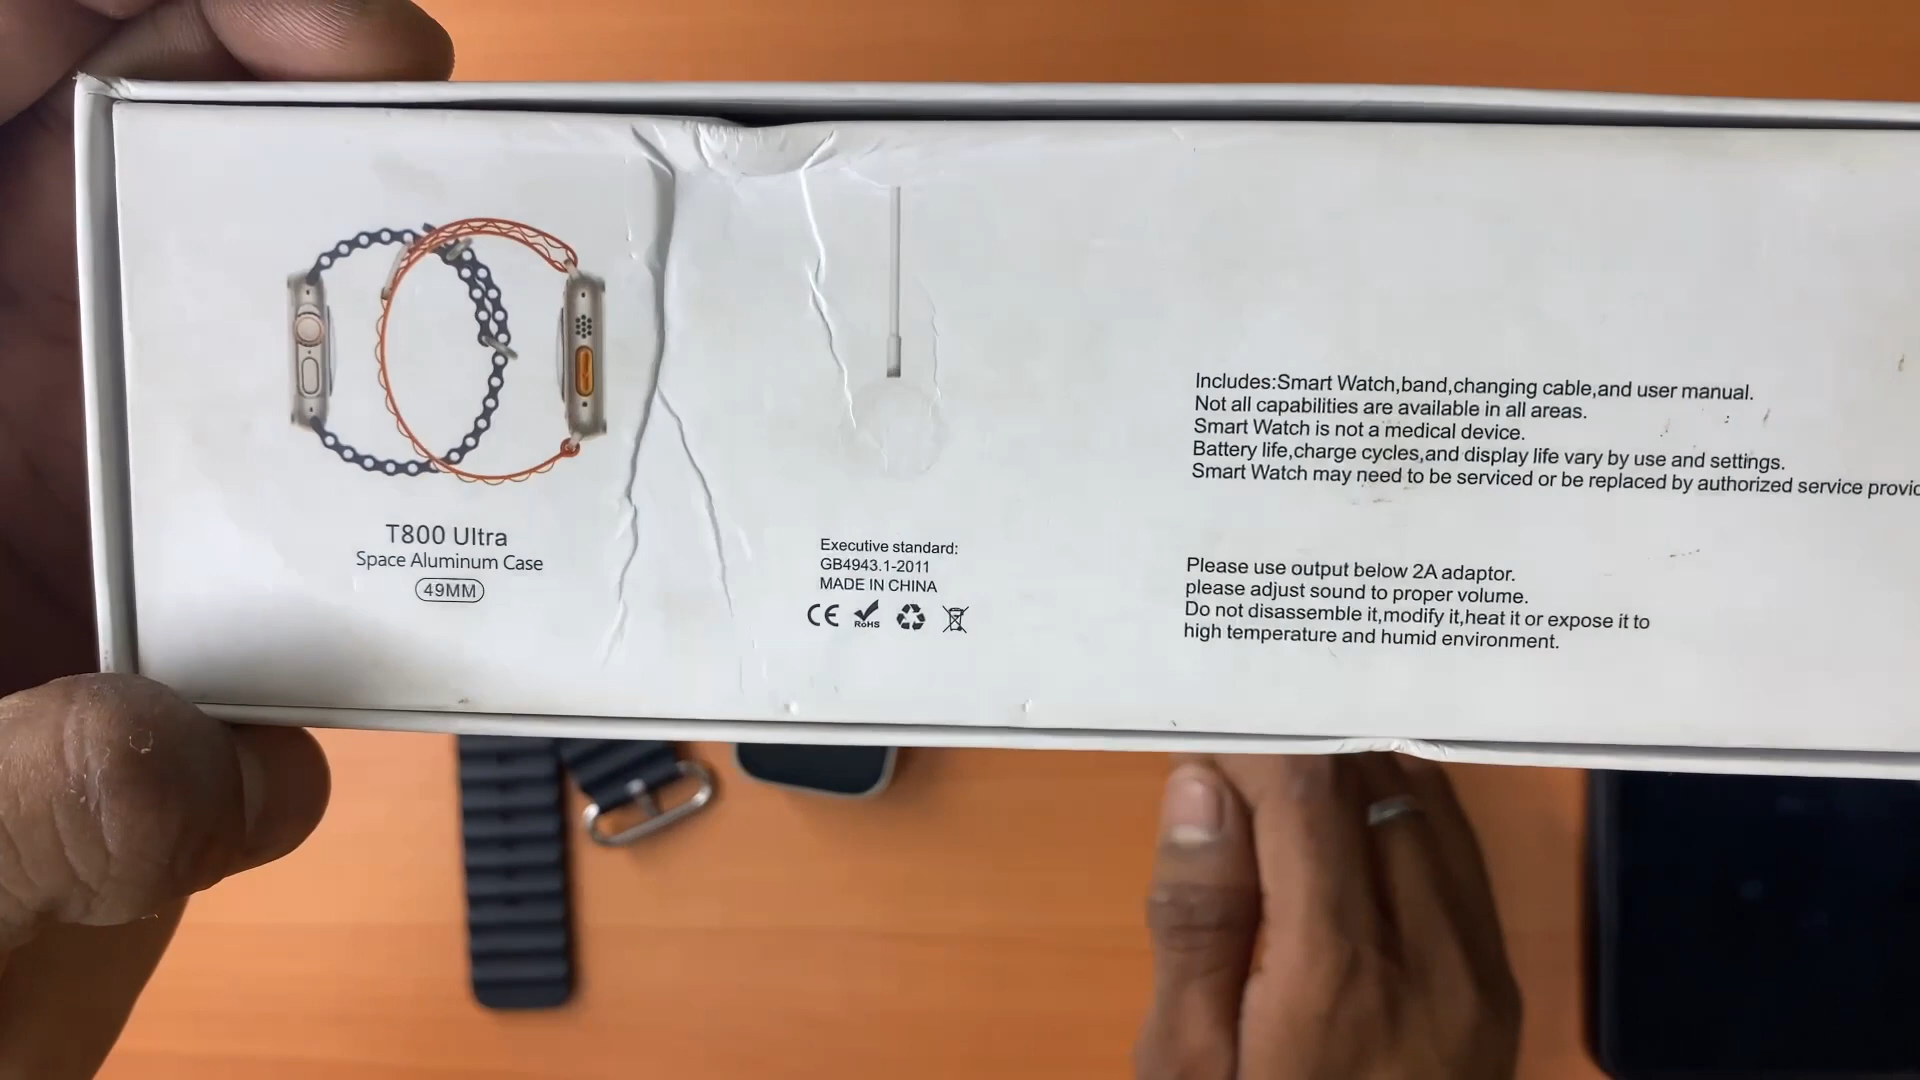 T800 Ultra
Space Aluminum Case
49MM
Executive standard:
GB4943.1-2011
MADE IN CHINA
CE RoHS
Includes:Smart Watch,band,changing cable,and user manual.
Not all capabilities are available in all areas.
Smart Watch is not a medical device.
Battery life,charge cycles,and display life vary by use and settings.
Smart Watch may need to be serviced or be replaced by authorized service
Please use output below 2A adaptor.
please adjust sound to proper volume.
Do not disassemble it,modify it,heat it or expose it to
high temperature and humid environment.